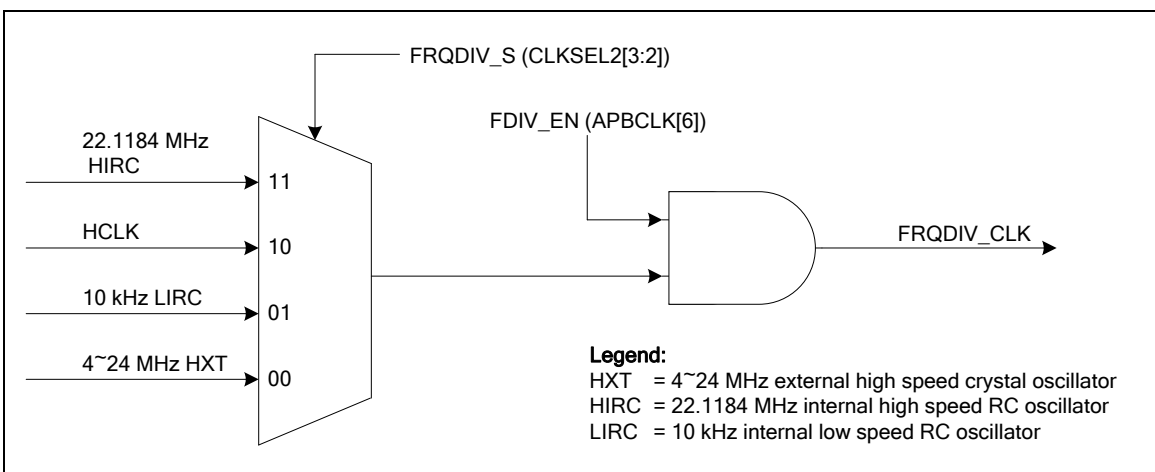 FRQDIV_S (CLKSEL2[3:2])
FDIV_EN (APBCLK[6])
22.1184 MHz
HIRC
11
HCLK
10
FRQDIV_CLK
10 kHz LIRC
01
4~24 MHz HXT
00
Legend:
HXT = 4~24 MHz external high speed crystal oscillator
HIRC = 22.1184 MHz internal high speed RC oscillator
LIRC = 10 kHz internal low speed RC oscillator